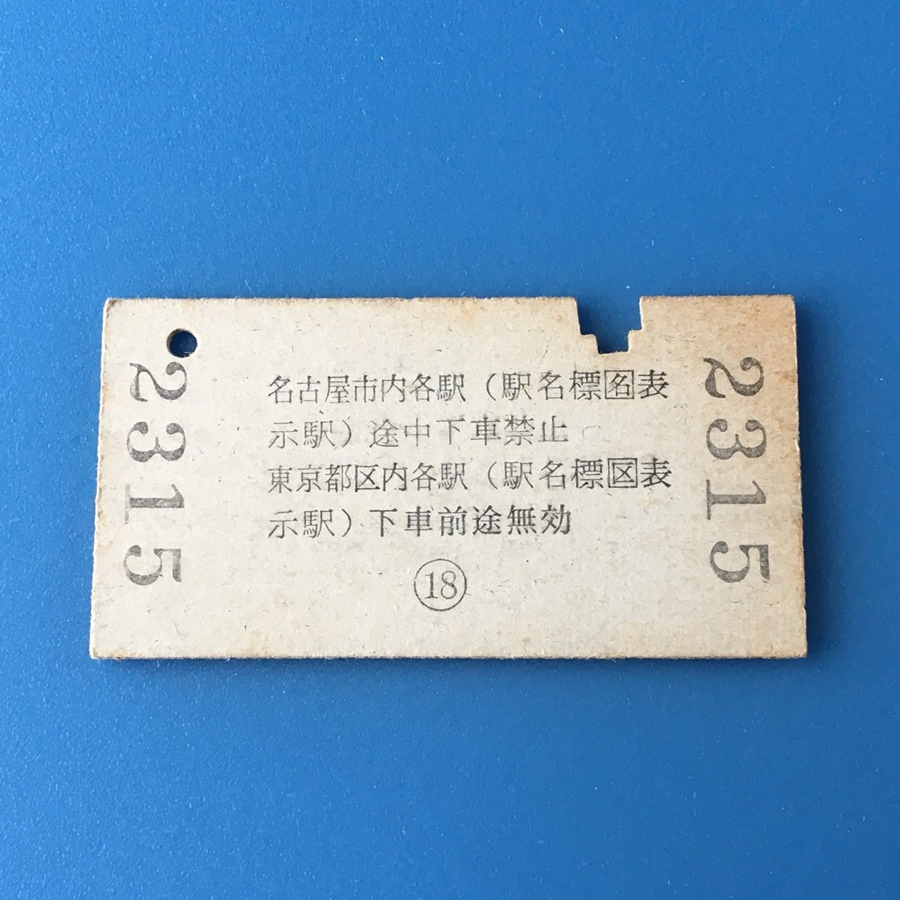 2315
名古屋市内各駅（駅名標🄴名表
示駅）途中下車禁止
東京都区内各駅（駅名標区表
示駅）下車前途無効
⑱
2315